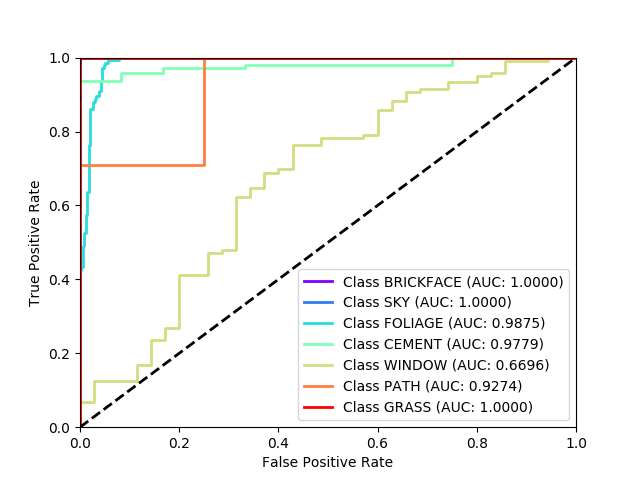 1.0
0.8
0.6
0.4
0.2
0.0
True Positive Rate
Class BRICKFACE (AUC: 1.0000)
Class SKY (AUC: 1.0000)
Class FOLIAGE (AUC: 0.9875)
Class CEMENT (AUC: 0.9779)
Class WINDOW (AUC: 0.6696)
Class PATH (AUC: 0.9274)
Class GRASS (AUC: 1.0000)
0.0 0.2 0.4 0.6 0.8 1.0
False Positive Rate